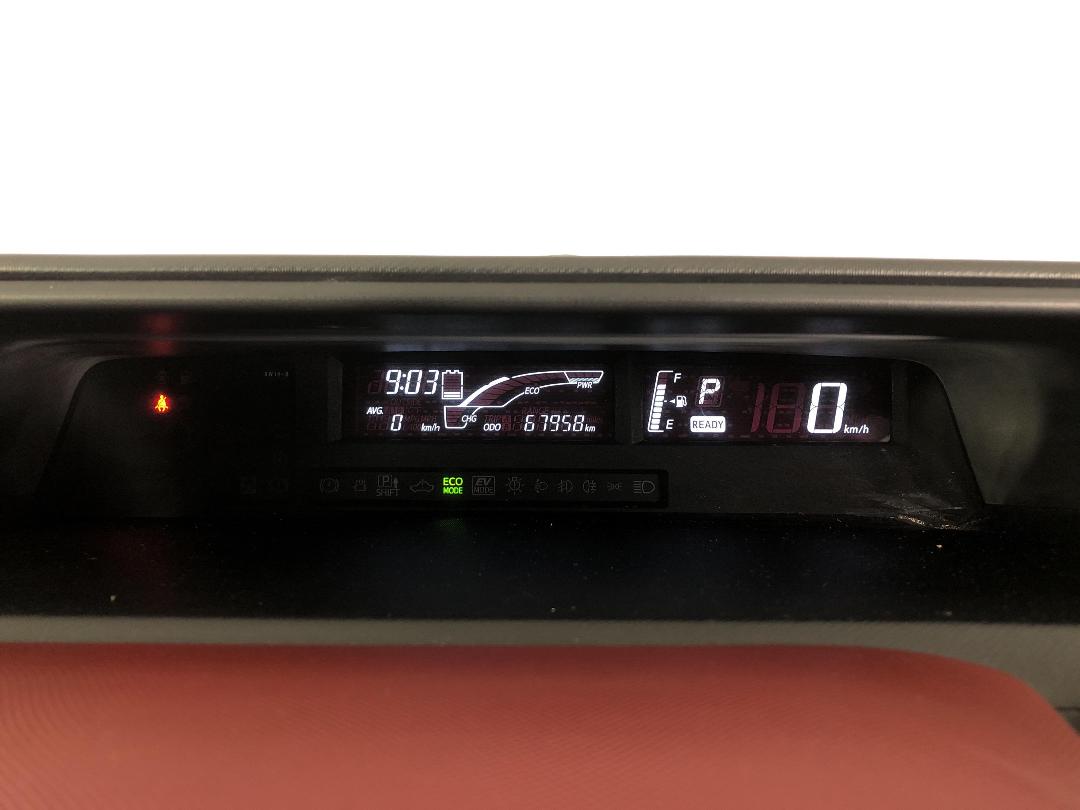 9:03
ECO
PWR
AVG.
0 km/h
CHG
ODO 67958 km
F
E
P
READY
0 km/h
P
SHIFT
ECO
MODE
EV
MODE